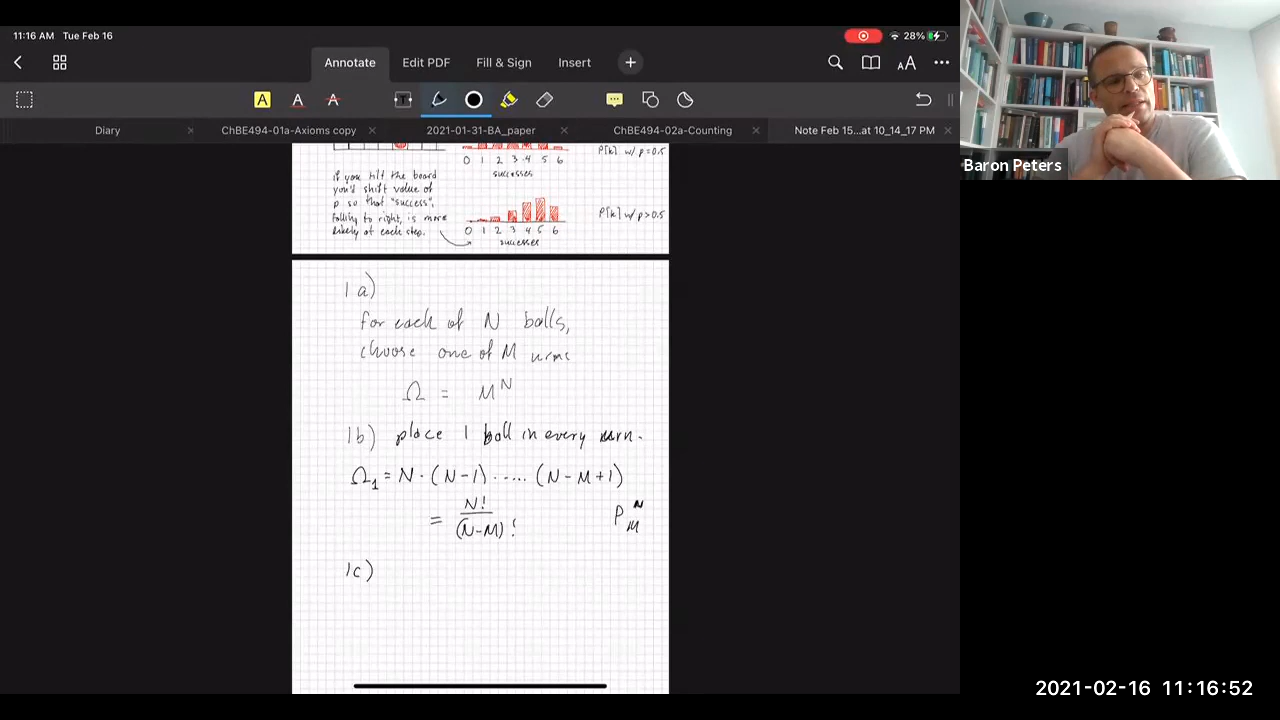 11:16 AM Tue Feb 16
28%
Annotate
Edit PDF
Fill & Sign
Insert
Diary
ChBE494-01a-Axioms copy
2021-01-31-BA_paper
ChBE494-02a-Counting
Note Feb 15...at 10_14_17 PM
Baron Peters
0 1 2 3 4 5 6
successes
P[k] w/ p=0.5
if you tilt the board
you'd shift value of
p so that "success",
falling to right, is more
likely at each step.
0 1 2 3 4 5 6
successes
P[k] w/ p>0.5
1a)
for each of N balls,
choose one of M urns
Ω = M^N
1b) place 1 ball in every urn.
Ω₁ = N · (N-1) ..... (N-M+1)
= N! / (N-M)!
P_M^N
1c)
2021-02-16 11:16:52